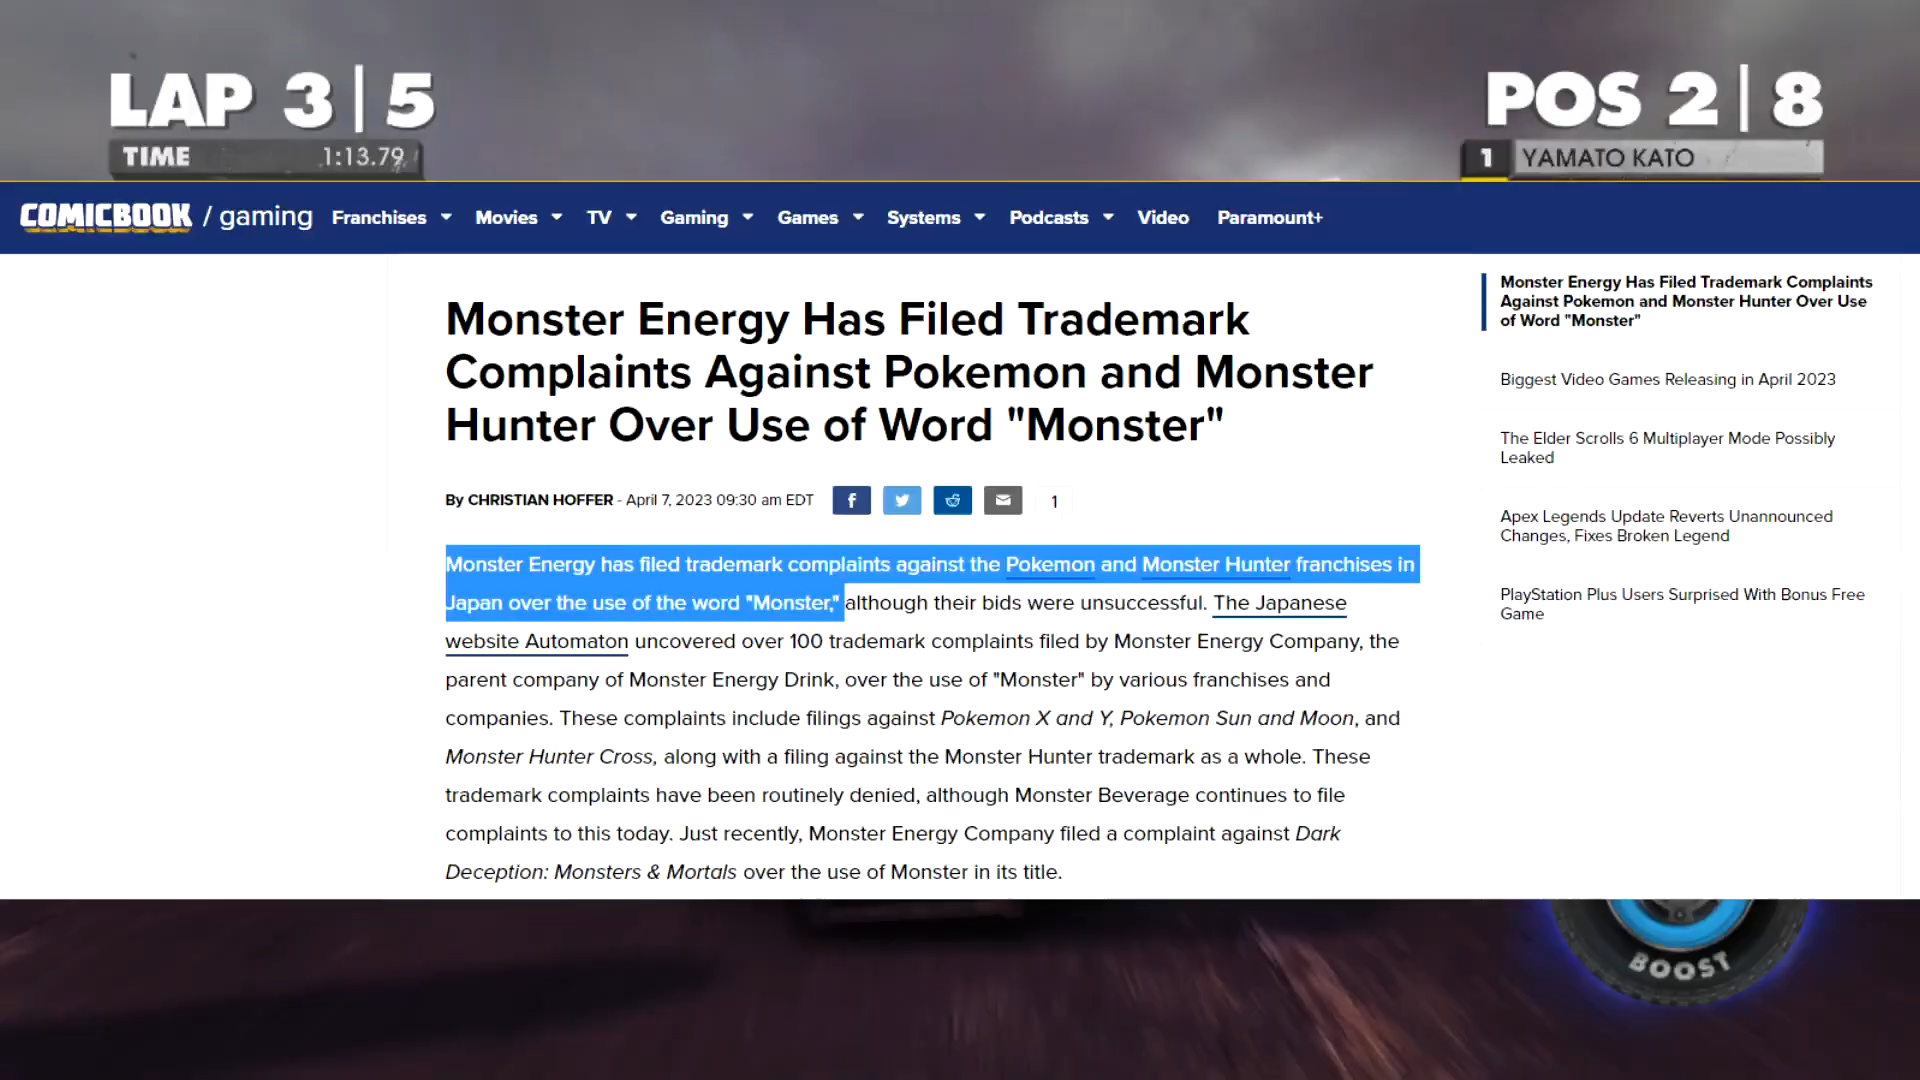 LAP 3|5
TIME 1:13.79
POS 2|8
1 YAMATO KATO
COMICBOOK / gaming Franchises Movies TV Gaming Games Systems Podcasts Video Paramount+
Monster Energy Has Filed Trademark
Complaints Against Pokemon and Monster
Hunter Over Use of Word "Monster"
By CHRISTIAN HOFFER - April 7, 2023 09:30 am EDT 1
Monster Energy has filed trademark complaints against the Pokemon and Monster Hunter franchises in
Japan over the use of the word "Monster," although their bids were unsuccessful. The Japanese
website Automaton uncovered over 100 trademark complaints filed by Monster Energy Company, the
parent company of Monster Energy Drink, over the use of "Monster" by various franchises and
companies. These complaints include filings against Pokemon X and Y, Pokemon Sun and Moon, and
Monster Hunter Cross, along with a filing against the Monster Hunter trademark as a whole. These
trademark complaints have been routinely denied, although Monster Beverage continues to file
complaints to this today. Just recently, Monster Energy Company filed a complaint against Dark
Deception: Monsters & Mortals over the use of Monster in its title.
Monster Energy Has Filed Trademark Complaints
Against Pokemon and Monster Hunter Over Use
of Word "Monster"
Biggest Video Games Releasing in April 2023
The Elder Scrolls 6 Multiplayer Mode Possibly
Leaked
Apex Legends Update Reverts Unannounced
Changes, Fixes Broken Legend
PlayStation Plus Users Surprised With Bonus Free
Game
BOOST